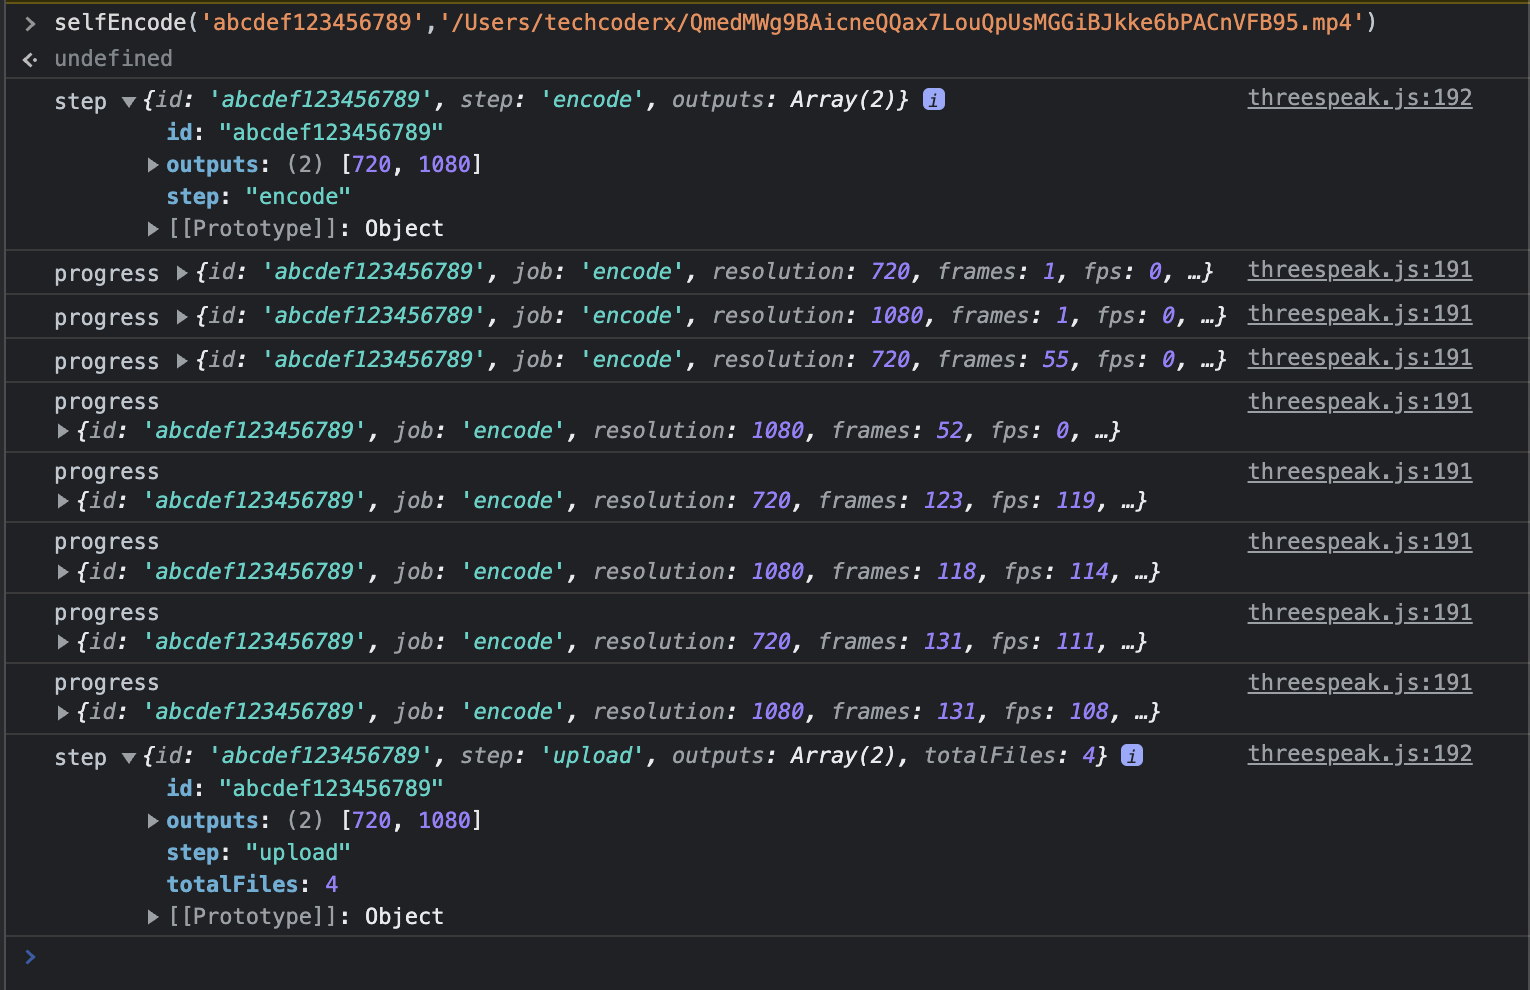 > selfEncode('abcdef123456789','/Users/techcoderx/QmedMWg9BAicneQQax7LouQpUsMGGiBJkke6bPACnVFB95.mp4')
<· undefined
step ▼{id: 'abcdef123456789', step: 'encode', outputs: Array(2)} i threespeak.js:192
id: "abcdef123456789"
▶outputs: (2) [720, 1080]
step: "encode"
▶[[Prototype]]: Object
progress ▶{id: 'abcdef123456789', job: 'encode', resolution: 720, frames: 1, fps: 0, …} threespeak.js:191
progress ▶{id: 'abcdef123456789', job: 'encode', resolution: 1080, frames: 1, fps: 0, …} threespeak.js:191
progress ▶{id: 'abcdef123456789', job: 'encode', resolution: 720, frames: 55, fps: 0, …} threespeak.js:191
progress threespeak.js:191
▶{id: 'abcdef123456789', job: 'encode', resolution: 1080, frames: 52, fps: 0, …}
progress threespeak.js:191
▶{id: 'abcdef123456789', job: 'encode', resolution: 720, frames: 123, fps: 119, …}
progress threespeak.js:191
▶{id: 'abcdef123456789', job: 'encode', resolution: 1080, frames: 118, fps: 114, …}
progress threespeak.js:191
▶{id: 'abcdef123456789', job: 'encode', resolution: 720, frames: 131, fps: 111, …}
progress threespeak.js:191
▶{id: 'abcdef123456789', job: 'encode', resolution: 1080, frames: 131, fps: 108, …}
step ▼{id: 'abcdef123456789', step: 'upload', outputs: Array(2), totalFiles: 4} i threespeak.js:192
id: "abcdef123456789"
▶outputs: (2) [720, 1080]
step: "upload"
totalFiles: 4
▶[[Prototype]]: Object
>